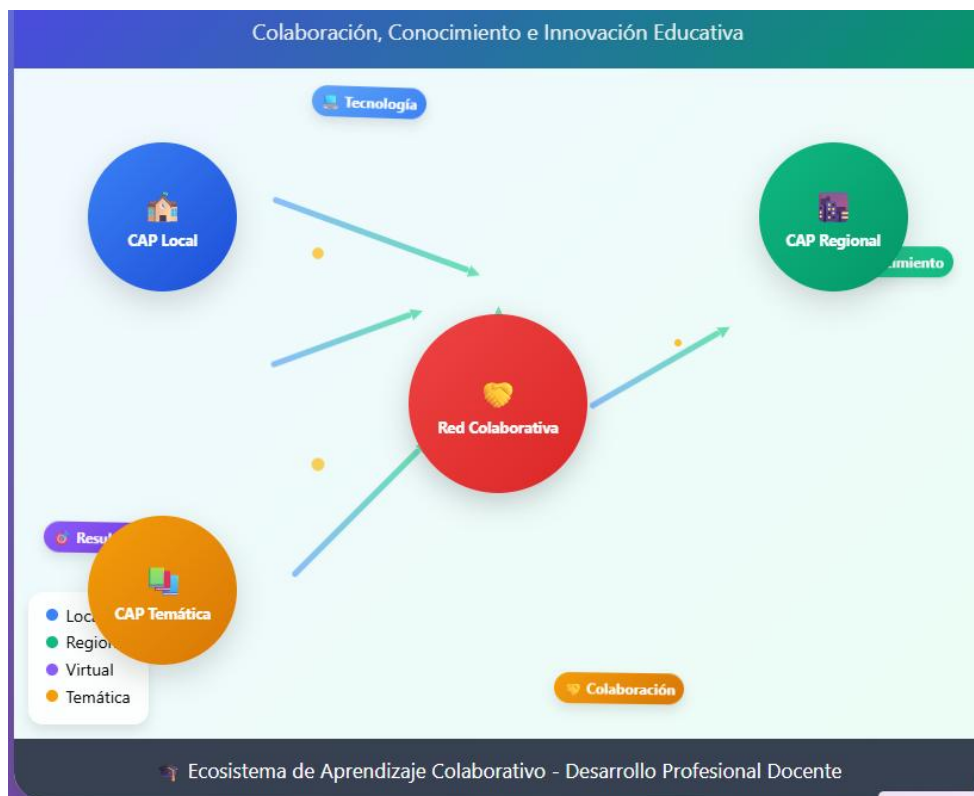 Colaboración, Conocimiento e Innovación Educativa
Tecnología
CAP Local
CAP Regional
Red Colaborativa
CAP Temática
Virtual
Temática
Colaboración
Ecosistema de Aprendizaje Colaborativo - Desarrollo Profesional Docente